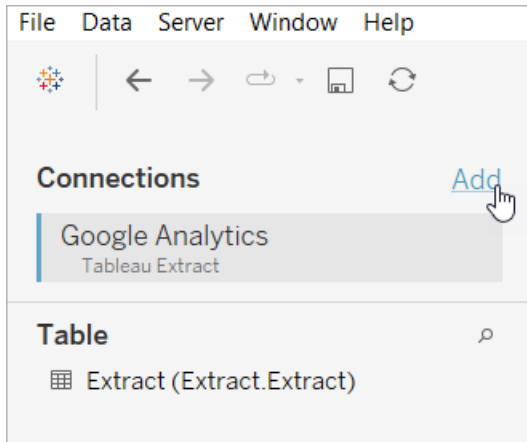 File Data Server Window Help
Connections Add
Google Analytics
Tableau Extract
Table
Extract (Extract.Extract)